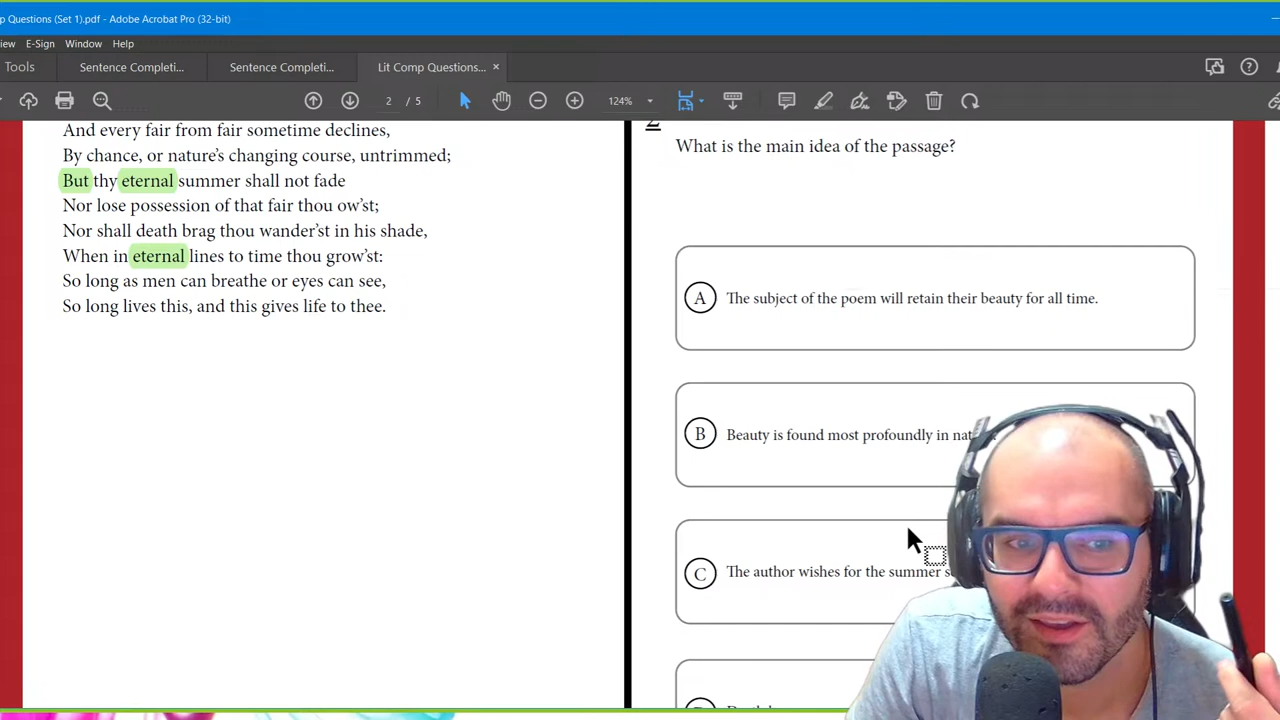 p Questions (Set 1).pdf - Adobe Acrobat Pro (32-bit)
iew E-Sign Window Help
Tools Sentence Completi... Sentence Completi... Lit Comp Questions... ×
2 / 5 124%
And every fair from fair sometime declines,
By chance, or nature's changing course, untrimmed;
But thy eternal summer shall not fade
Nor lose possession of that fair thou ow'st;
Nor shall death brag thou wander'st in his shade,
When in eternal lines to time thou grow'st:
So long as men can breathe or eyes can see,
So long lives this, and this gives life to thee.
What is the main idea of the passage?
A The subject of the poem will retain their beauty for all time.
B Beauty is found most profoundly in nat
C The author wishes for the summer s